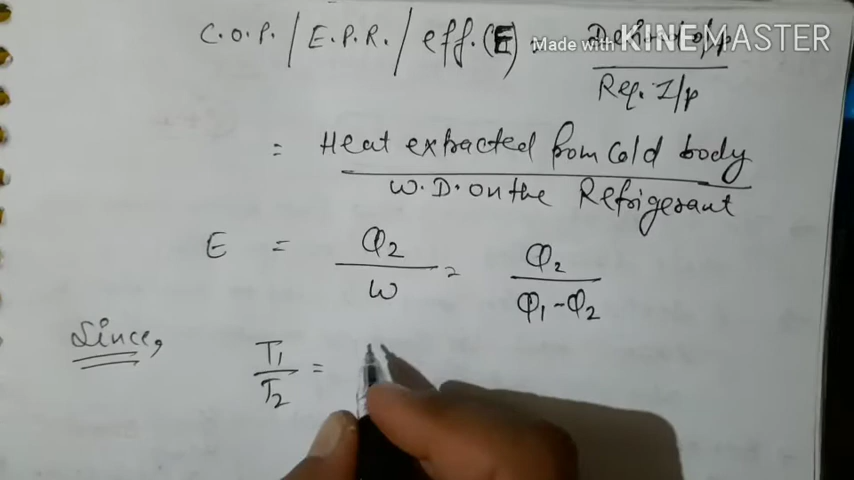 C.O.P. / E.P.R. / eff.(E) =
Made with KINEMASTER
Req. I/p
= Heat extracted from Cold body
W.D. on the Refrigerant
E = Q2 / W = Q2 / Q1-Q2
Since,
T1 / T2 =